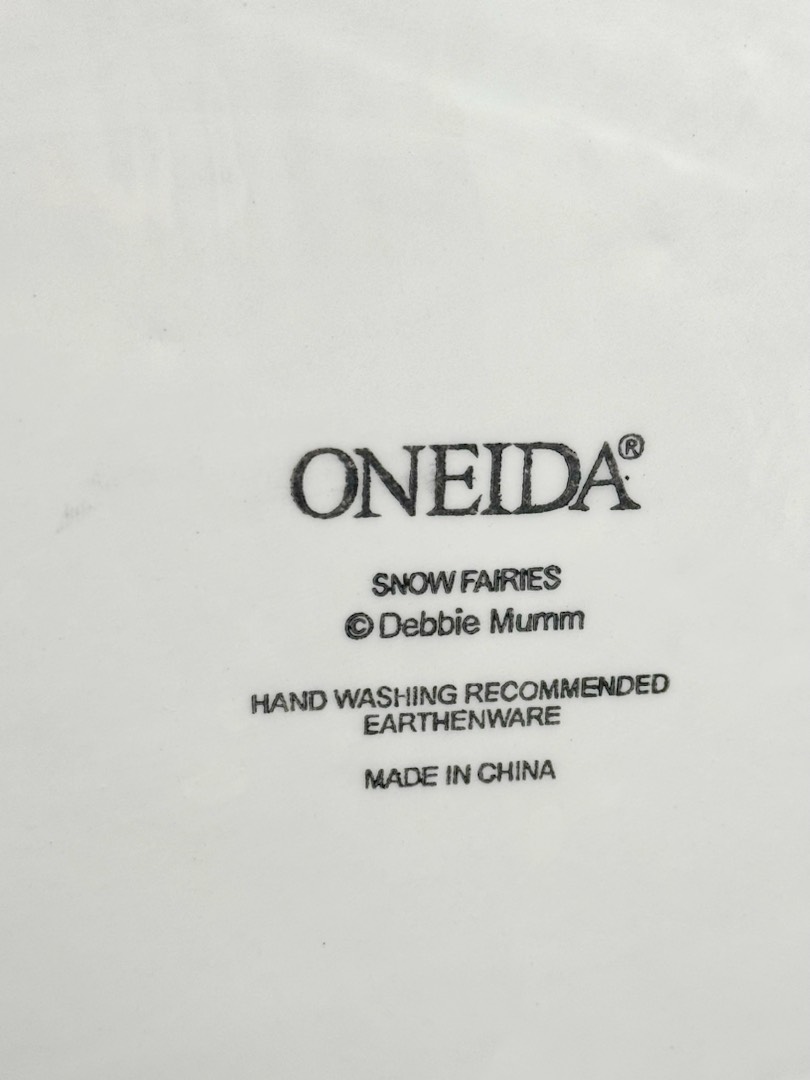 ONEIDA®
SNOW FAIRIES
© Debbie Mumm
HAND WASHING RECOMMENDED
EARTHENWARE
MADE IN CHINA